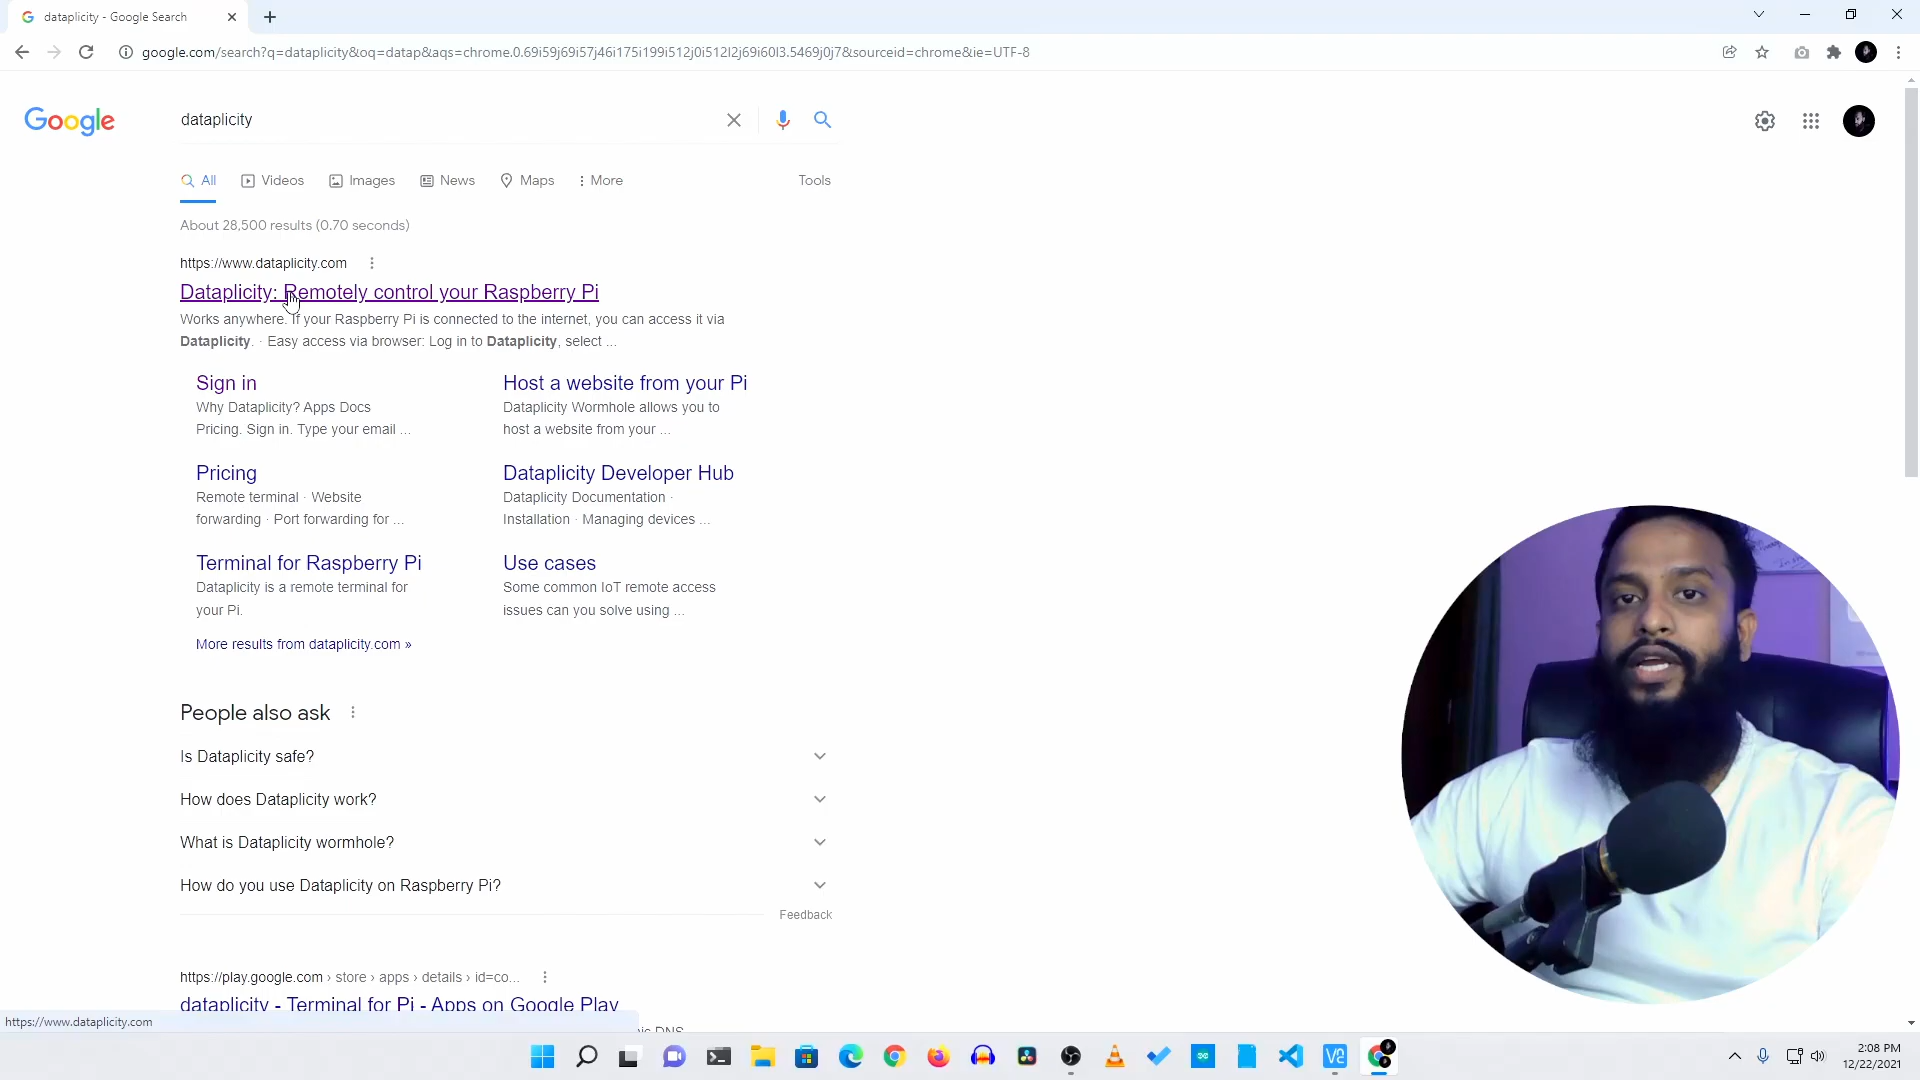 dataplicity - Google Search
google.com/search?q=dataplicity&oq=datap&aqs=chrome.0.69i59j69i57j46i175i199i512j0i512l2j69i60l3.5469j0j7&sourceid=chrome&ie=UTF-8
Google
dataplicity
All Videos Images News Maps More Tools
About 28,500 results (0.70 seconds)
https://www.dataplicity.com
Dataplicity: Remotely control your Raspberry Pi
Works anywhere. If your Raspberry Pi is connected to the internet, you can access it via
Dataplicity. · Easy access via browser: Log in to Dataplicity, select ...
Sign in
Why Dataplicity? Apps Docs
Pricing. Sign in. Type your email ...
Host a website from your Pi
Dataplicity Wormhole allows you to
host a website from your ...
Pricing
Remote terminal · Website
forwarding · Port forwarding for ...
Dataplicity Developer Hub
Dataplicity Documentation ·
Installation · Managing devices ...
Terminal for Raspberry Pi
Dataplicity is a remote terminal for
your Pi.
Use cases
Some common IoT remote access
issues can you solve using ...
More results from dataplicity.com »
People also ask
Is Dataplicity safe?
How does Dataplicity work?
What is Dataplicity wormhole?
How do you use Dataplicity on Raspberry Pi?
Feedback
https://play.google.com › store › apps › details › id=co...
dataplicity - Terminal for Pi - Apps on Google Play
DNS
https://www.dataplicity.com
2:08 PM
12/22/2021